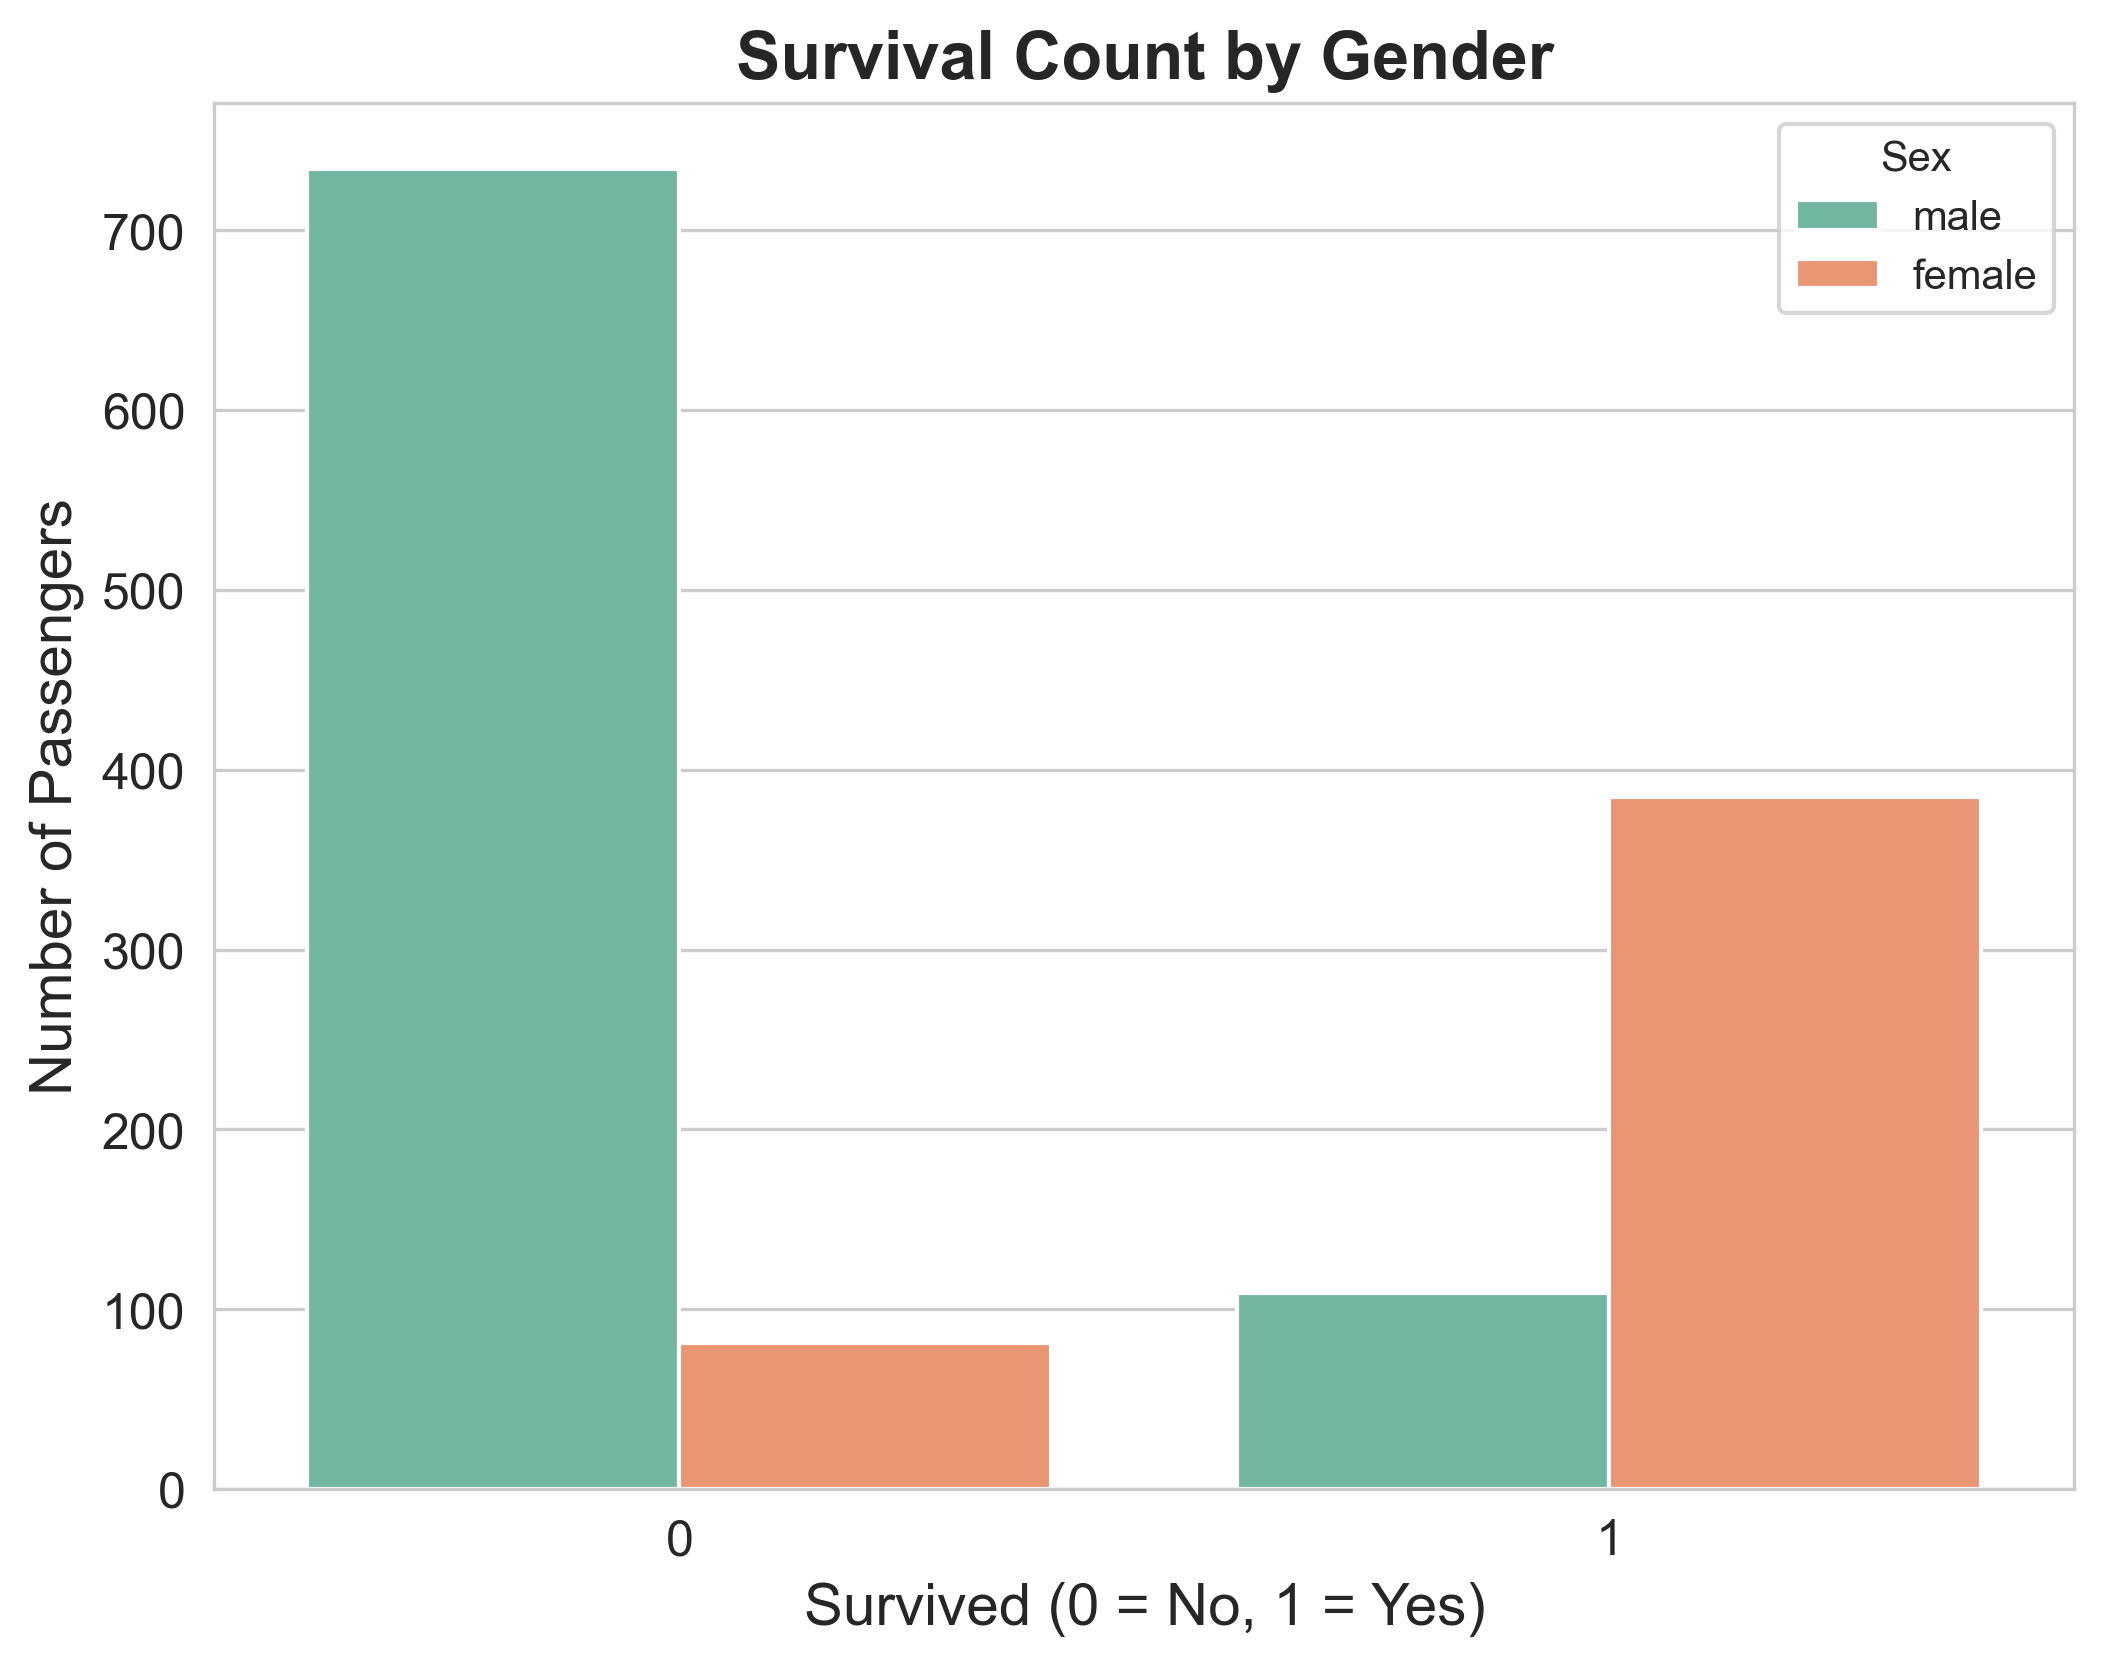 Survival Count by Gender
Sex
male
female
700
600
500
400
300
200
100
0
Number of Passengers
0 1
Survived (0 = No, 1 = Yes)